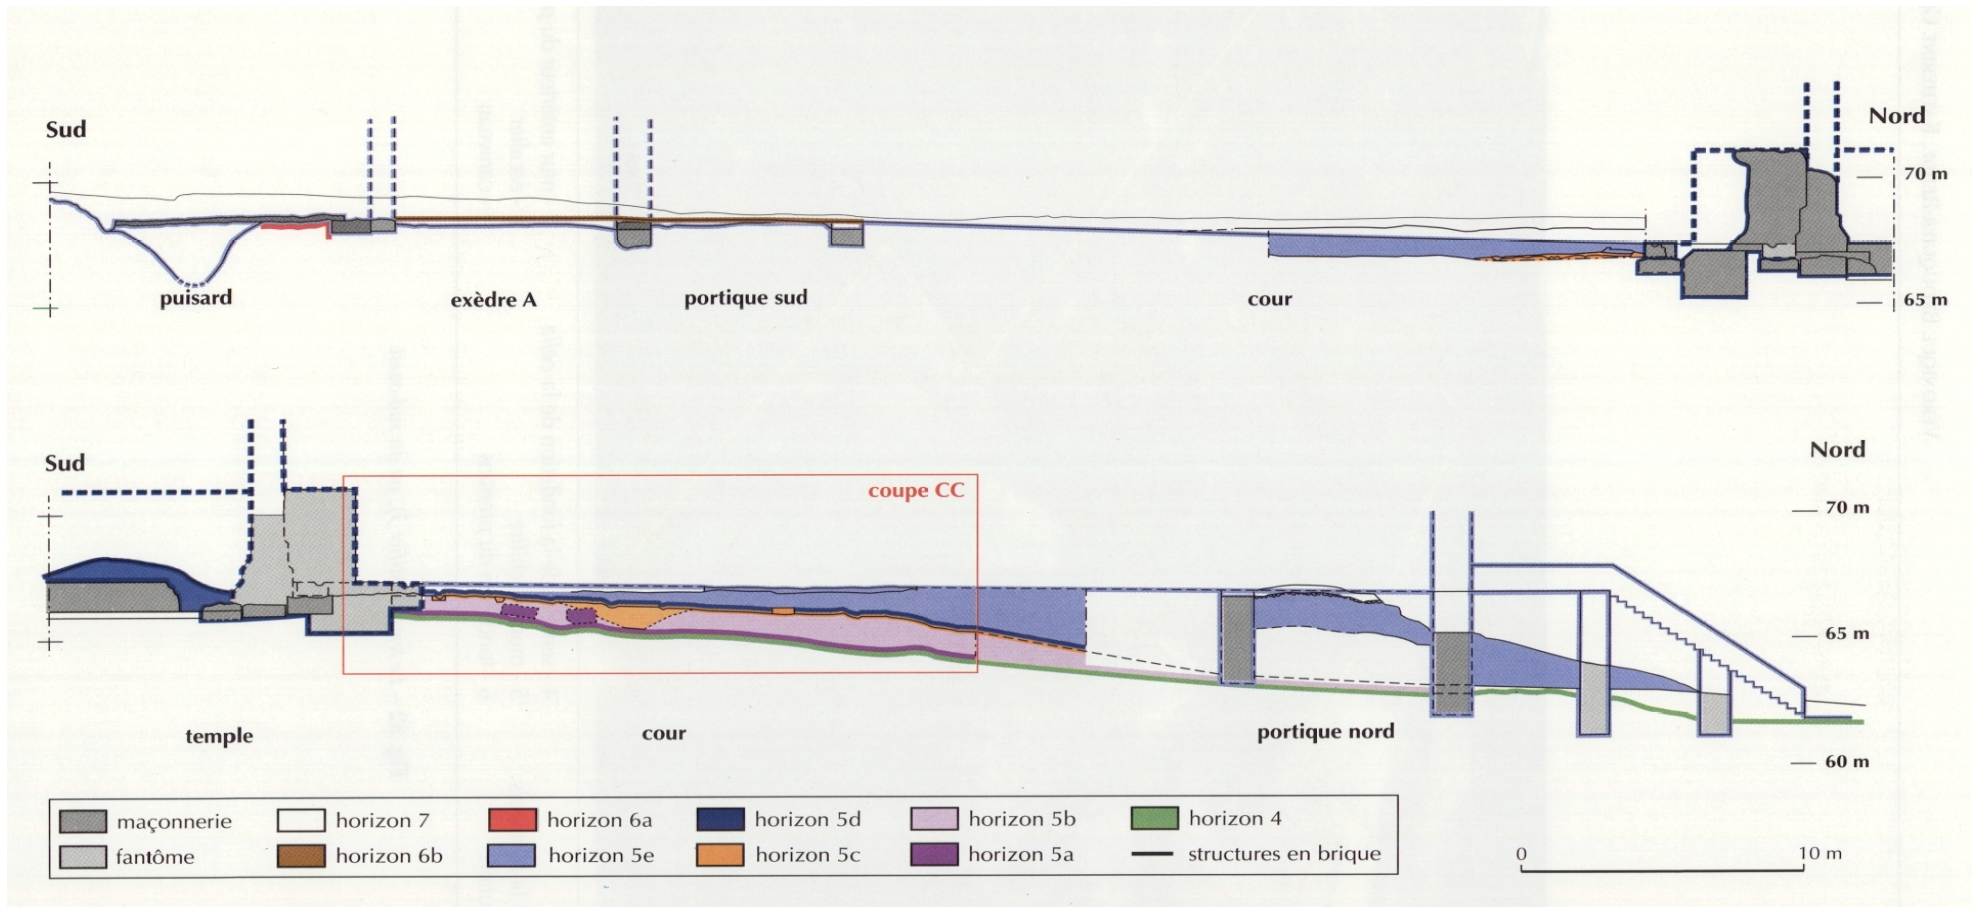 Sud
Nord
70 m
65 m
puisard
exèdre A
portique sud
cour
Sud
Nord
coupe CC
70 m
65 m
60 m
temple
cour
portique nord
maçonnerie
horizon 7
horizon 6a
horizon 5d
horizon 5b
horizon 4
fantôme
horizon 6b
horizon 5e
horizon 5c
horizon 5a
structures en brique
0
10 m